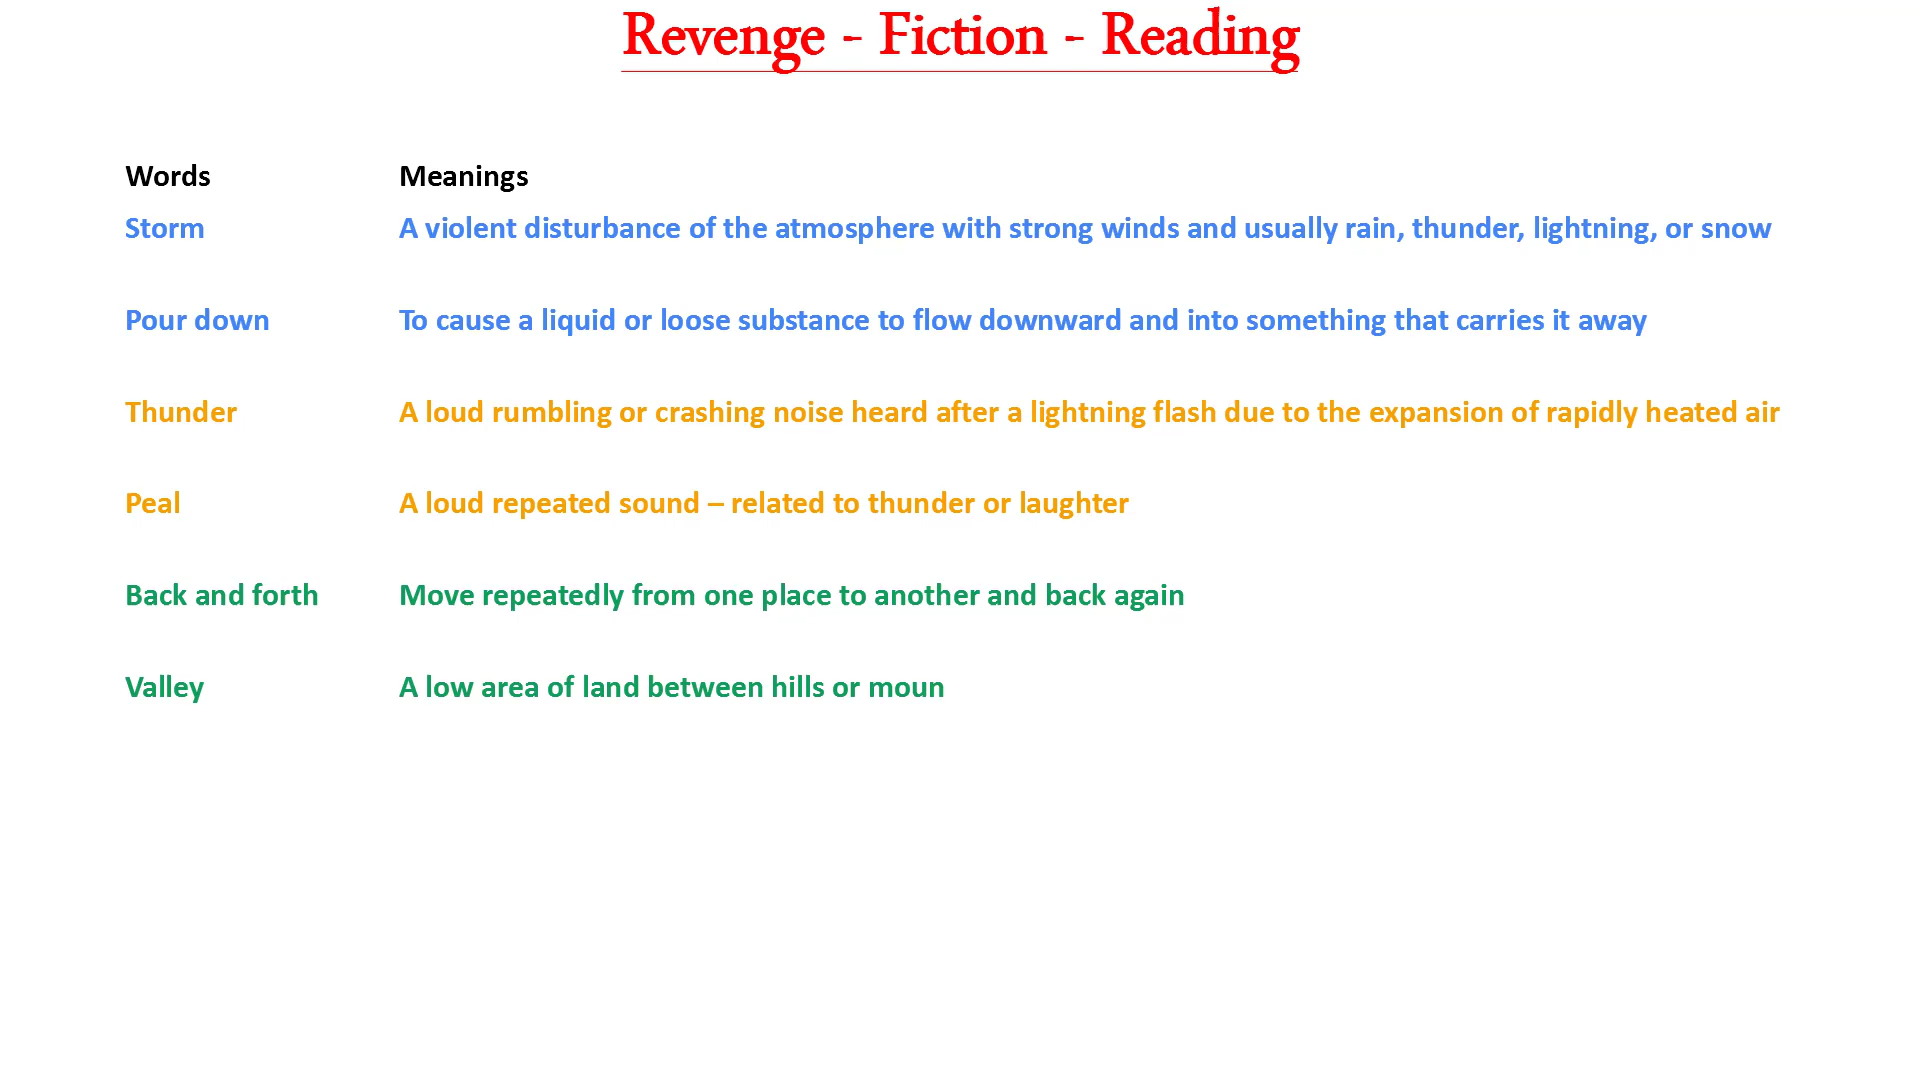 Revenge - Fiction - Reading
Words Meanings
Storm A violent disturbance of the atmosphere with strong winds and usually rain, thunder, lightning, or snow
Pour down To cause a liquid or loose substance to flow downward and into something that carries it away
Thunder A loud rumbling or crashing noise heard after a lightning flash due to the expansion of rapidly heated air
Peal A loud repeated sound – related to thunder or laughter
Back and forth Move repeatedly from one place to another and back again
Valley A low area of land between hills or moun